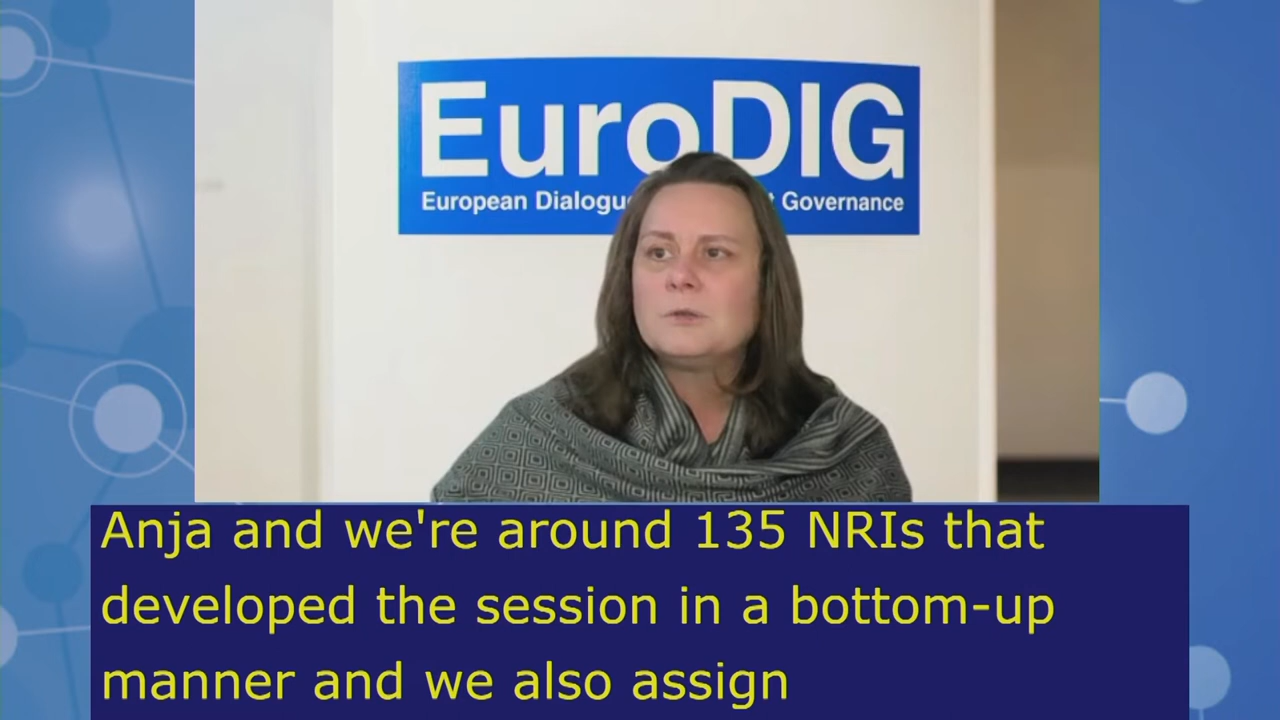 EuroDIG
European Dialogu t Governance
Anja and we're around 135 NRIs that
developed the session in a bottom-up
manner and we also assign